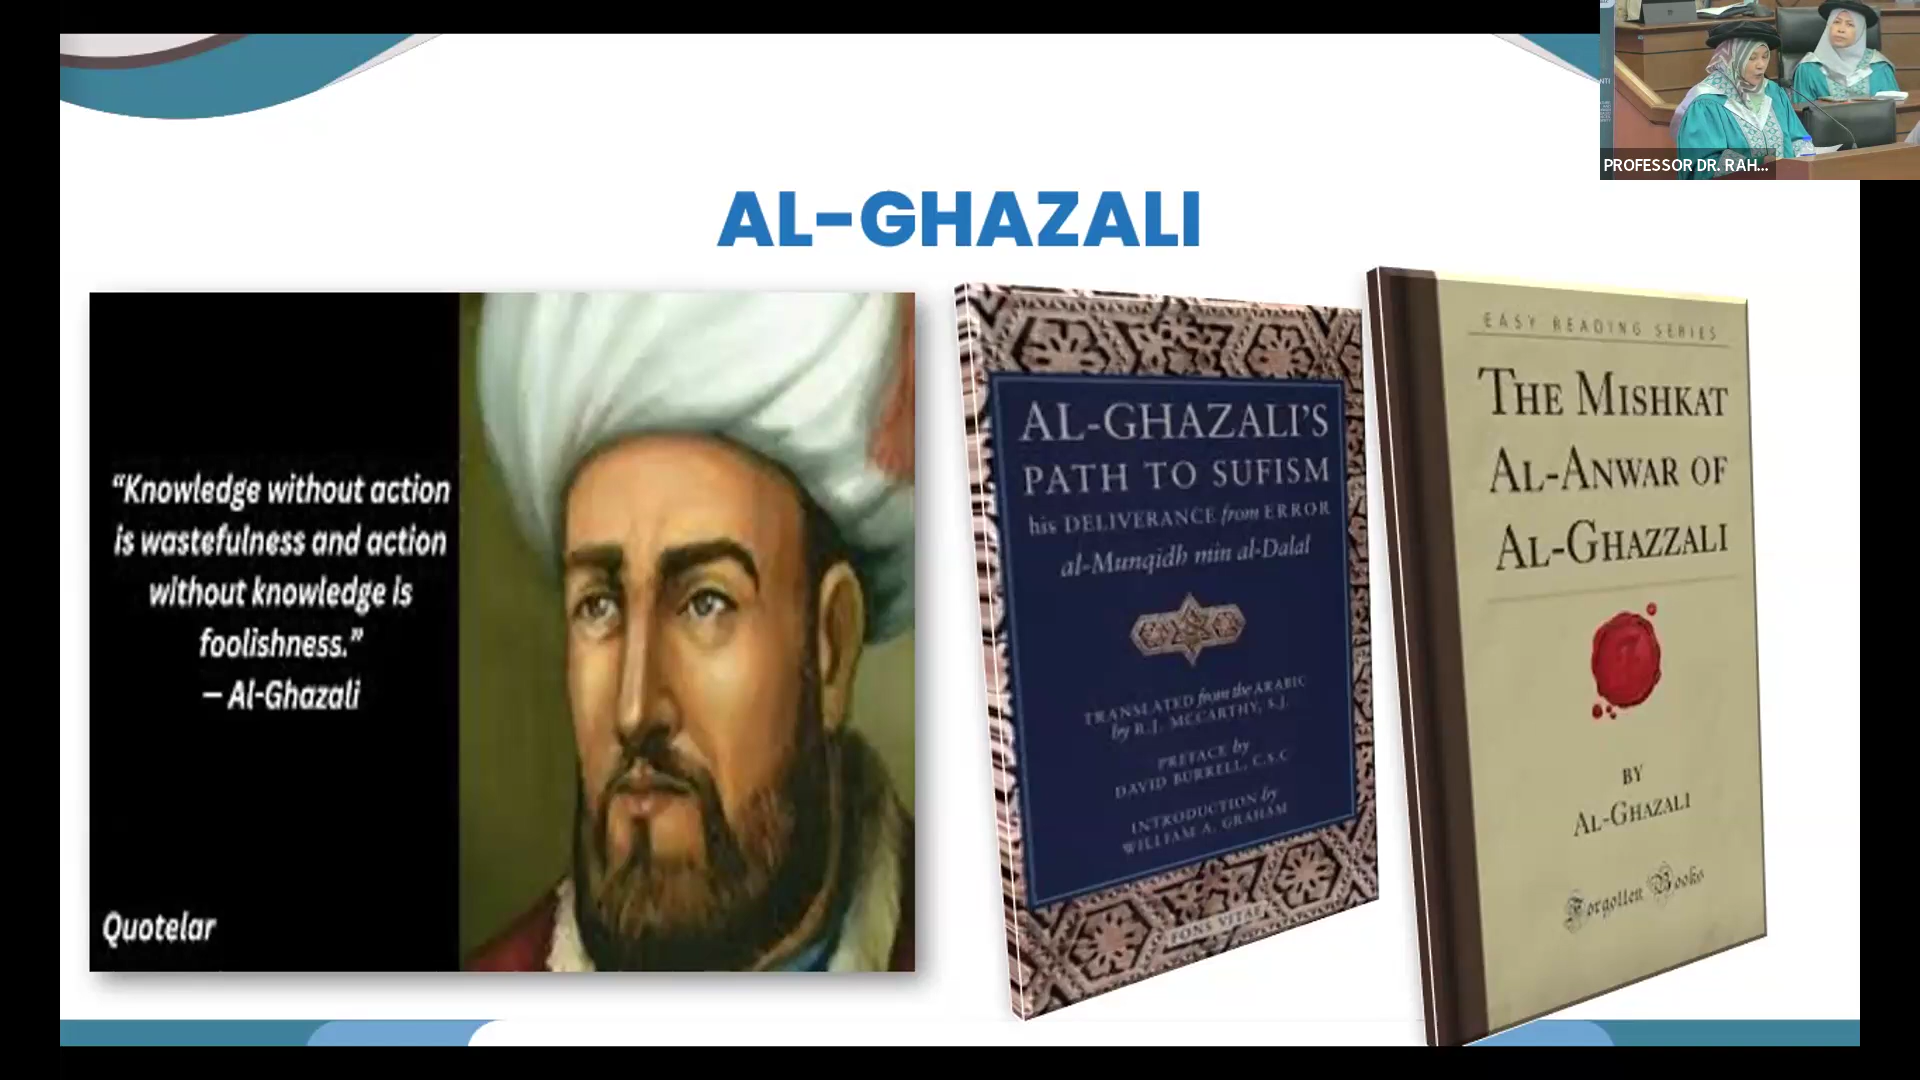 PROFESSOR DR. RAH...
AL-GHAZALI
“Knowledge without action
is wastefulness and action
without knowledge is
foolishness.”
— Al-Ghazali
Quotelar
AL-GHAZALI’S
PATH TO SUFISM
his DELIVERANCE from ERROR
al-Munqidh min al-Dalal
TRANSLATED from the ARABIC
by R.J. MCCARTHY, S.J.
PREFACE by
DAVID BURRELL, C.S.C
INTRODUCTION by
WILLIAM A. GRAHAM
FONS VITAE
EASY READING SERIES
THE MISHKAT
AL-ANWAR OF
AL-GHAZZALI
BY
AL-GHAZALI
Forgotten Books